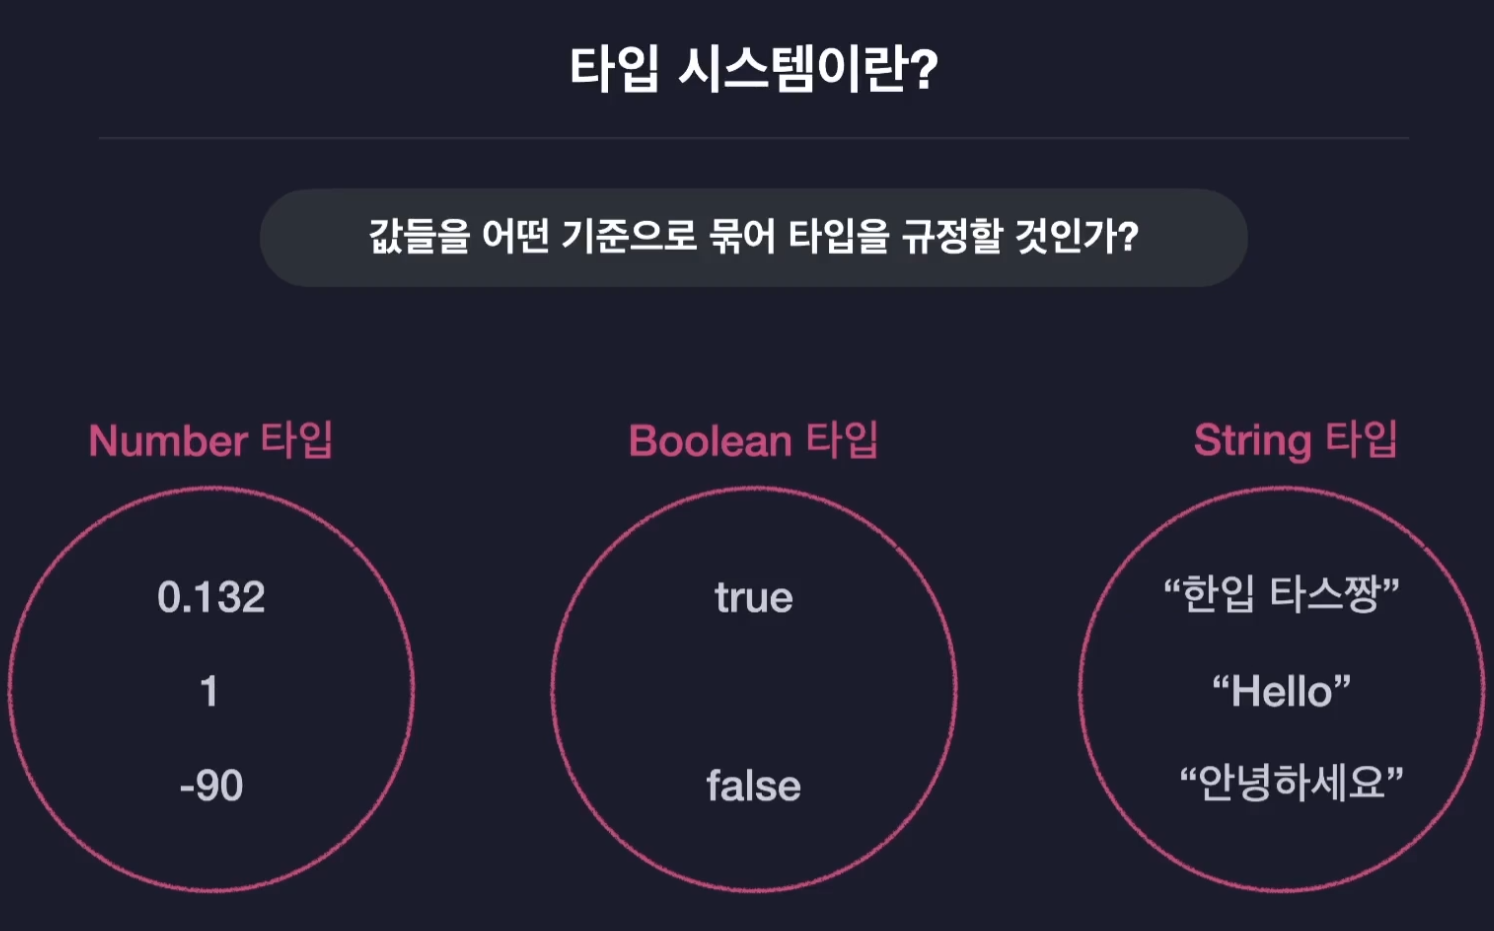 타입 시스템이란?
값들을 어떤 기준으로 묶어 타입을 규정할 것인가?
Number 타입
0.132
1
-90
Boolean 타입
true
false
String 타입
“한입 타스짱”
“Hello”
“안녕하세요”